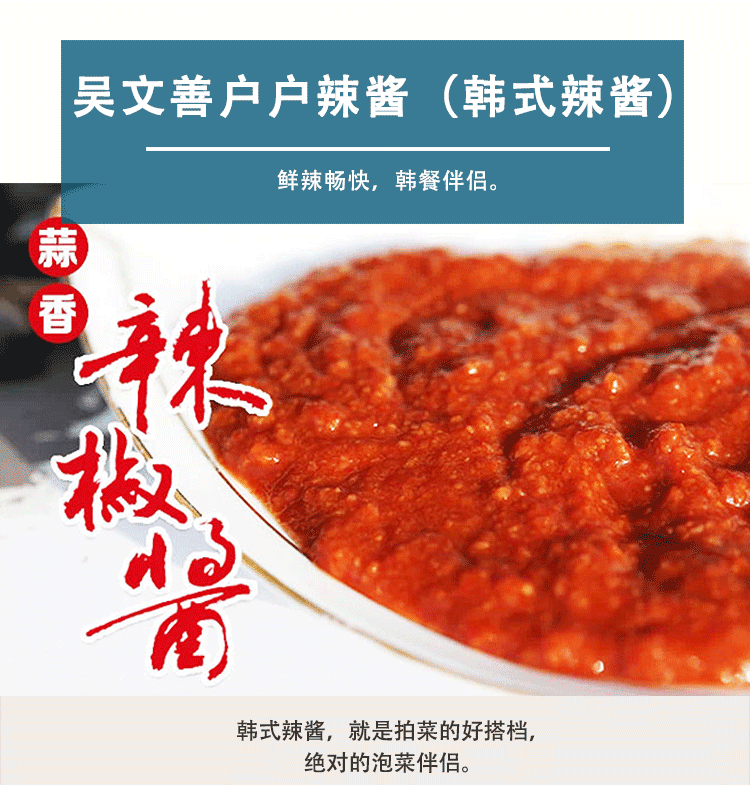 吴文善户户辣酱（韩式辣酱）
鲜辣畅快，韩餐伴侣。
蒜香
辣椒酱
韩式辣酱，就是拍菜的好搭档，
绝对的泡菜伴侣。